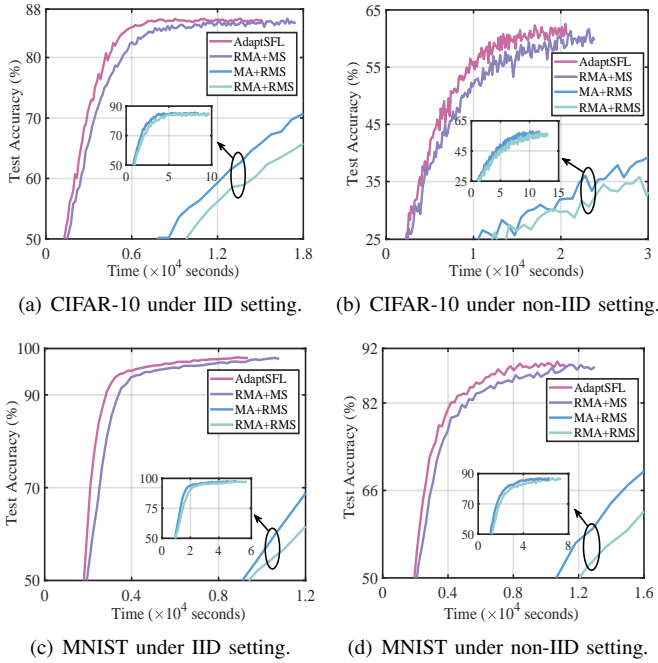 88
80
70
60
50
Test Accuracy (%)
AdaptSFL
RMA+MS
MA+RMS
RMA+RMS
90
70
50
0 5 10
0 0.6 1.2 1.8
Time (×10⁴ seconds)
(a) CIFAR-10 under IID setting.
65
55
45
35
25
Test Accuracy (%)
AdaptSFL
RMA+MS
MA+RMS
RMA+RMS
65
45
25
0 5 10 15
0 1 2 3
Time (×10⁴ seconds)
(b) CIFAR-10 under non-IID setting.
100
90
70
50
Test Accuracy (%)
AdaptSFL
RMA+MS
MA+RMS
RMA+RMS
100
75
50
0 2 4 6
0 0.4 0.8 1.2
Time (×10⁴ seconds)
(c) MNIST under IID setting.
92
82
66
50
Test Accuracy (%)
AdaptSFL
RMA+MS
MA+RMS
RMA+RMS
90
70
50
0 4 8
0 0.4 0.8 1.2 1.6
Time (×10⁴ seconds)
(d) MNIST under non-IID setting.